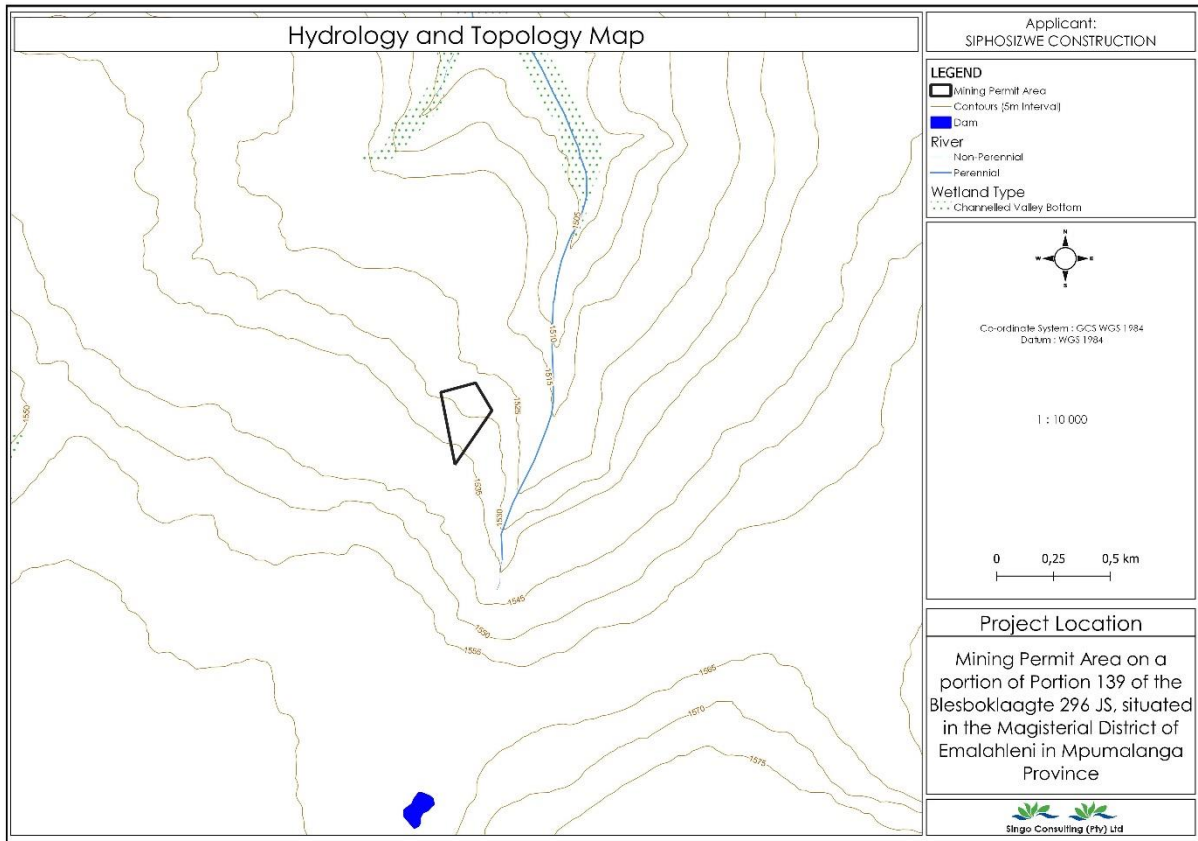 Hydrology and Topology Map
Applicant:
SIPHOSIZWE CONSTRUCTION
LEGEND
Mining Permit Area
Contours (5m Interval)
Dam
River
Non-Perennial
Perennial
Wetland Type
Channelled Valley Bottom
N
W
E
S
Co-ordinate System : GCS WGS 1984
Datum : WGS 1984
1 : 10 000
0 0,25 0,5 km
Project Location
Mining Permit Area on a
portion of Portion 139 of the
Blesboklaagte 296 JS, situated
in the Magisterial District of
Emalahleni in Mpumalanga
Province
Singo Consulting (Pty) Ltd
1505
1510
1515
1525
1550
1535
1530
1545
1550
1555
1565
1570
1575